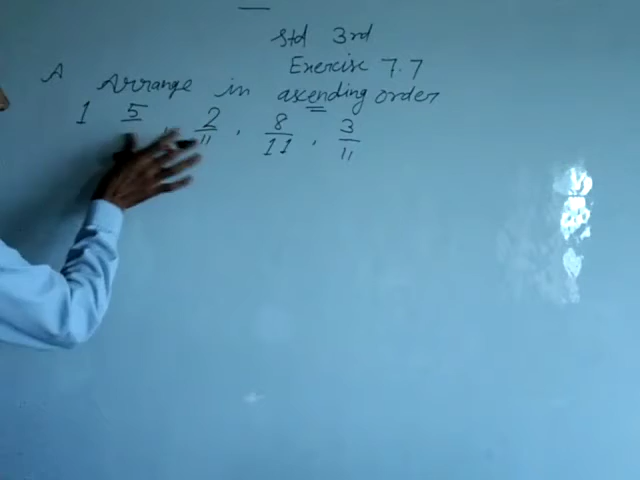 Std 3rd
Exercise 7.7
A Arrange in ascending order
1 5/ 2/11 , 8/11 , 3/11